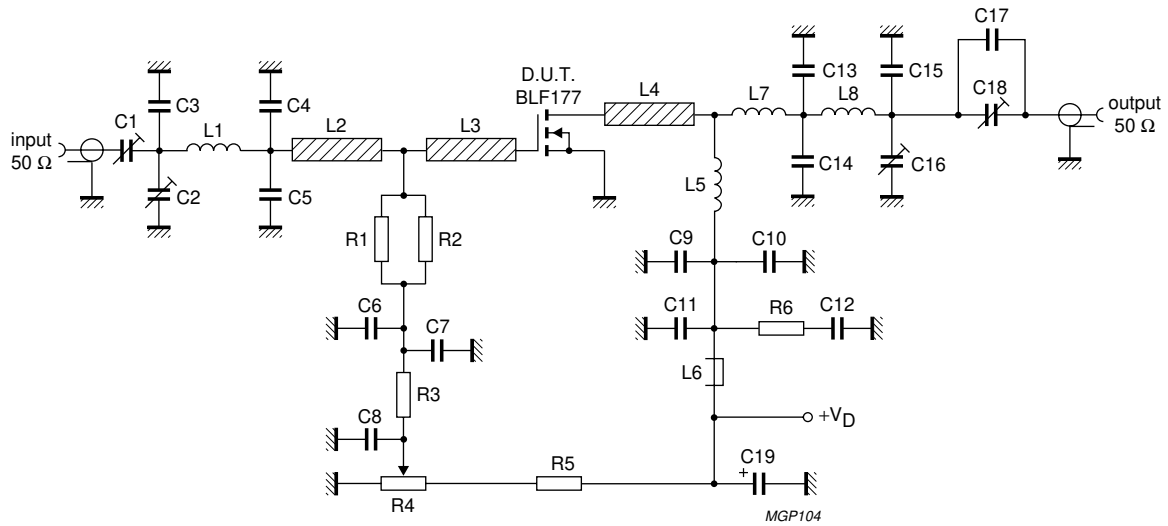 C17
C3
C4
D.U.T.
BLF177
L4
C13
C15
L7
L8
C18
output
50 Ω
input
50 Ω
C1
L1
L2
L3
C2
C5
C14
C16
L5
R1
R2
C9
C10
C6
C7
C11
R6
C12
L6
R3
C8
+VD
R4
R5
C19
+
MGP104